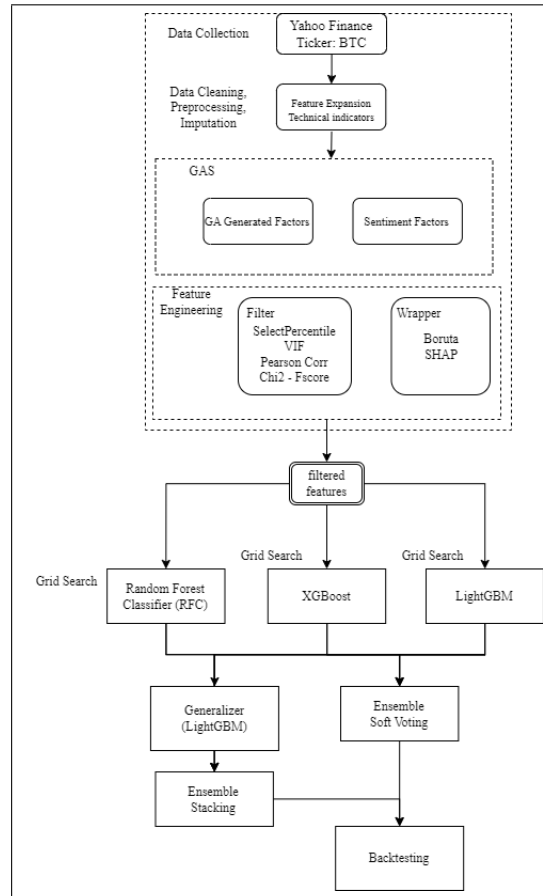 Data Collection
Yahoo Finance
Ticker: BTC
Data Cleaning,
Preprocessing,
Imputation
Feature Expansion
Technical indicators
GAS
GA Generated Factors
Sentiment Factors
Feature
Engineering
Filter
SelectPercentile
VIF
Pearson Corr
Chi2 - Fscore
Wrapper
Boruta
SHAP
filtered
features
Grid Search
Random Forest
Classifier (RFC)
Grid Search
XGBoost
Grid Search
LightGBM
Generalizer
(LightGBM)
Ensemble
Soft Voting
Ensemble
Stacking
Backtesting